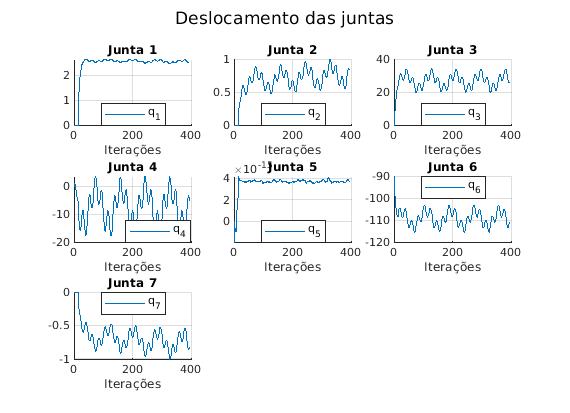 Deslocamento das juntas
Junta 1
2
1
0
0
200
400
Iterações
q1
Junta 2
1
0.5
0
0
200
400
Iterações
q2
Junta 3
40
20
0
0
200
400
Iterações
q3
Junta 4
0
-10
-20
0
200
400
Iterações
q4
Junta 5
4
2
0
0
200
400
Iterações
q5
Junta 6
-90
-100
-110
-120
0
200
400
Iterações
q6
Junta 7
0
-0.5
-1
0
200
400
Iterações
q7